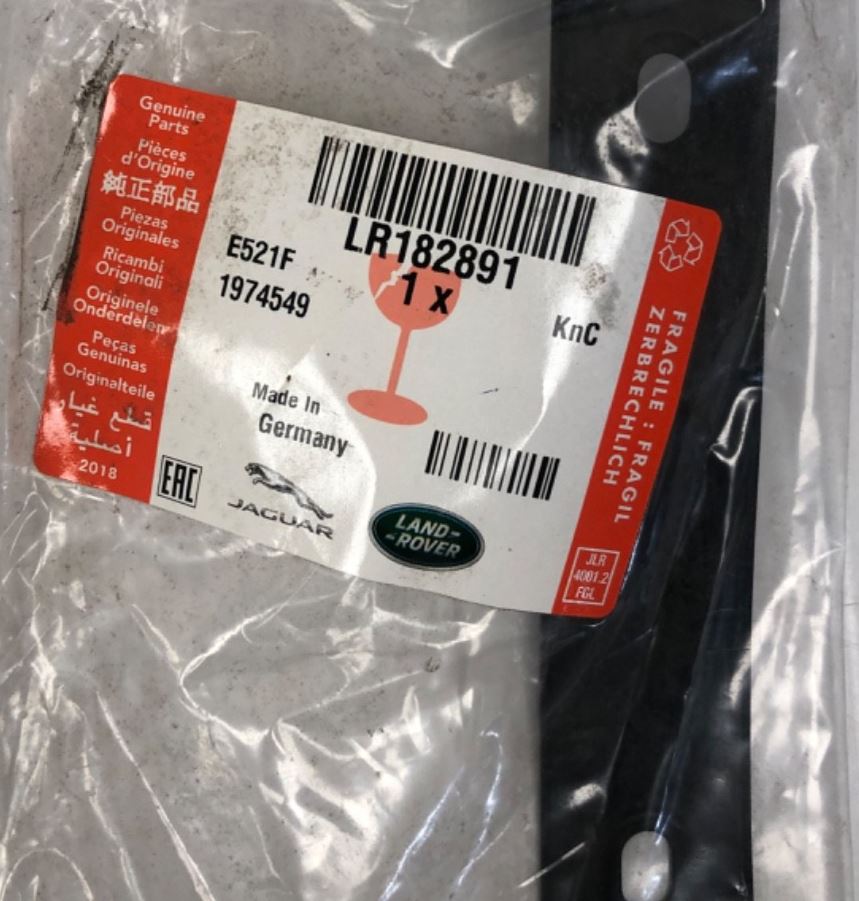 Genuine
Parts
Pièces
d'Origine
純正部品
Piezas
Originales
Ricambi
Originali
Originele
Onderdelen
Peças
Genuinas
Originalteile
قطع غيار
أصلية
2018
LR182891
1 x
E521F
1974549
KnC
Made In
Germany
EAC
JAGUAR
LAND-
-ROVER
FRAGILE : FRAGIL
ZERBRECHLICH
JLR
4001.2
FGL